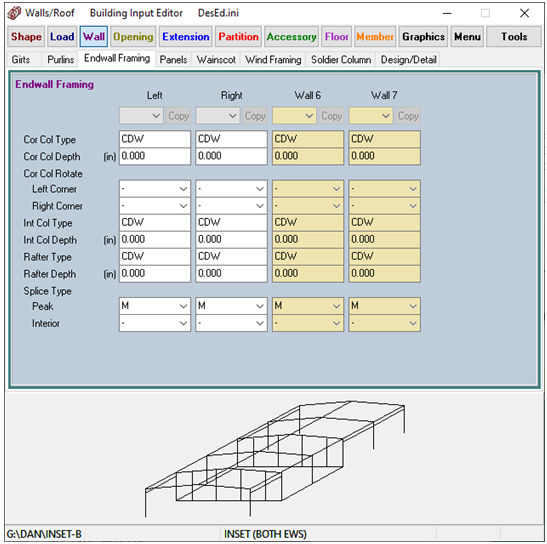 Walls/Roof Building Input Editor DesEd.ini
Shape Load Wall Opening Extension Partition Accessory Floor Member Graphics Menu Tools
Girts Purlins Endwall Framing Panels Wainscot Wind Framing Soldier Column Design/Detail
Endwall Framing
Left Right Wall 6 Wall 7
Copy Copy Copy Copy
Cor Col Type CDW CDW CDW CDW
Cor Col Depth (in) 0.000 0.000 0.000 0.000
Cor Col Rotate
Left Corner - - - -
Right Corner - - - -
Int Col Type CDW CDW CDW CDW
Int Col Depth (in) 0.000 0.000 0.000 0.000
Rafter Type CDW CDW CDW CDW
Rafter Depth (in) 0.000 0.000 0.000 0.000
Splice Type
Peak M M M M
Interior - - - -
G:\DAN\INSET-B INSET (BOTH EWS)